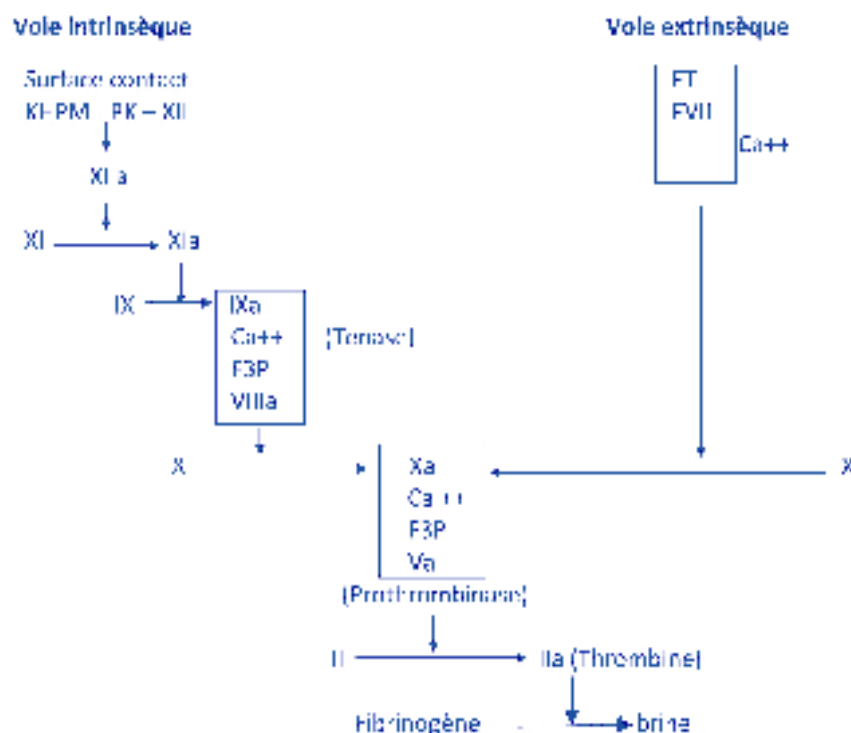 Voie intrinsèque
Voie extrinsèque
Surface contact
KHPM PK – XII
FT
FVII
Ca++
XIIa
XI
XIa
IX
IXa
Ca++
(Tenase)
F3P
VIIIa
X
Xa
X
Ca++
F3P
Va
(Prothrombinase)
II
IIa (Thrombine)
Fibrinogène
brine